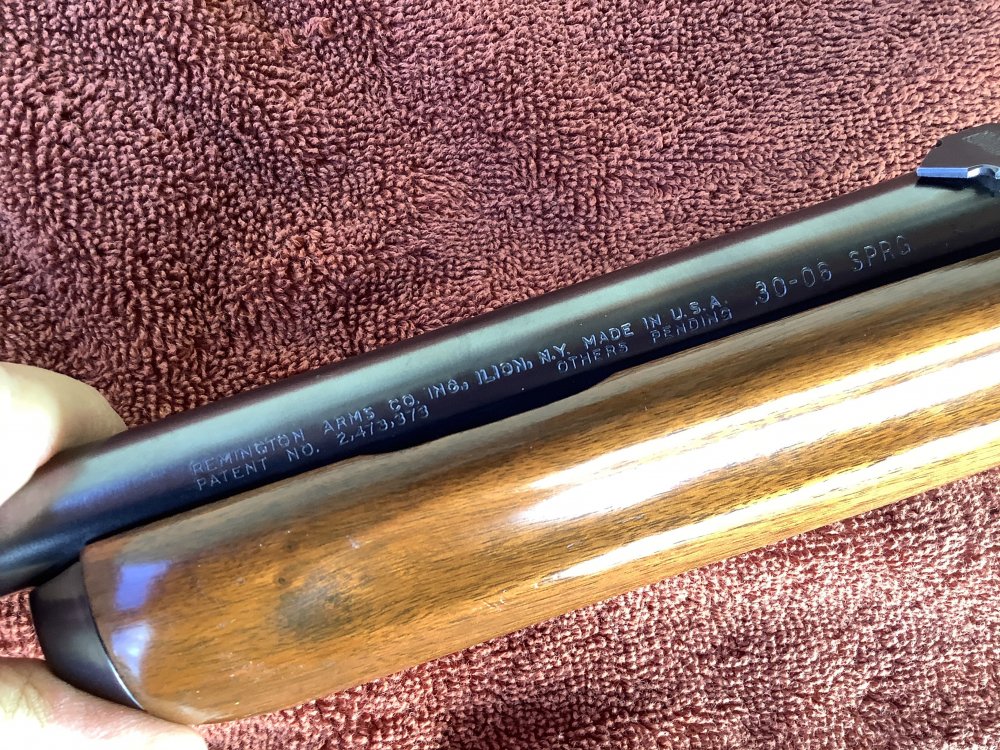 REMINGTON ARMS CO. INC., ILION, N.Y. MADE IN U.S.A. .30-06 SPRG
PATENT NO. 2,473,373 OTHERS PENDING